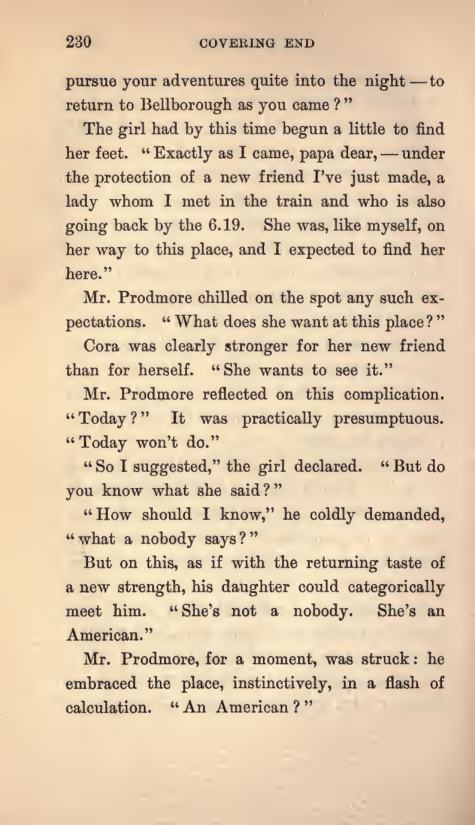 230 COVERING END
pursue your adventures quite into the night — to
return to Bellborough as you came?"
The girl had by this time begun a little to find
her feet. "Exactly as I came, papa dear, — under
the protection of a new friend I've just made, a
lady whom I met in the train and who is also
going back by the 6.19. She was, like myself, on
her way to this place, and I expected to find her
here."
Mr. Prodmore chilled on the spot any such ex-
pectations. "What does she want at this place?"
Cora was clearly stronger for her new friend
than for herself. "She wants to see it."
Mr. Prodmore reflected on this complication.
"Today?" It was practically presumptuous.
"Today won't do."
"So I suggested," the girl declared. "But do
you know what she said?"
"How should I know," he coldly demanded,
"what a nobody says?"
But on this, as if with the returning taste of
a new strength, his daughter could categorically
meet him. "She's not a nobody. She's an
American."
Mr. Prodmore, for a moment, was struck: he
embraced the place, instinctively, in a flash of
calculation. "An American?"